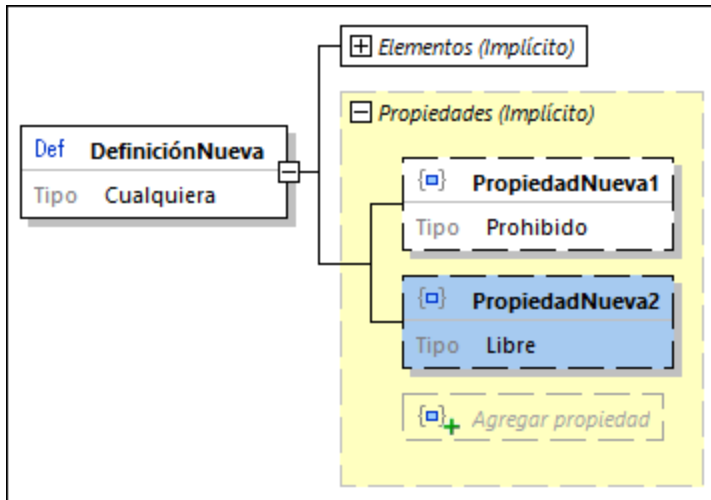 Elementos (Implícito)
Propiedades (Implícito)
Def DefiniciónNueva
Tipo Cualquiera
PropiedadNueva1
Tipo Prohibido
PropiedadNueva2
Tipo Libre
Agregar propiedad